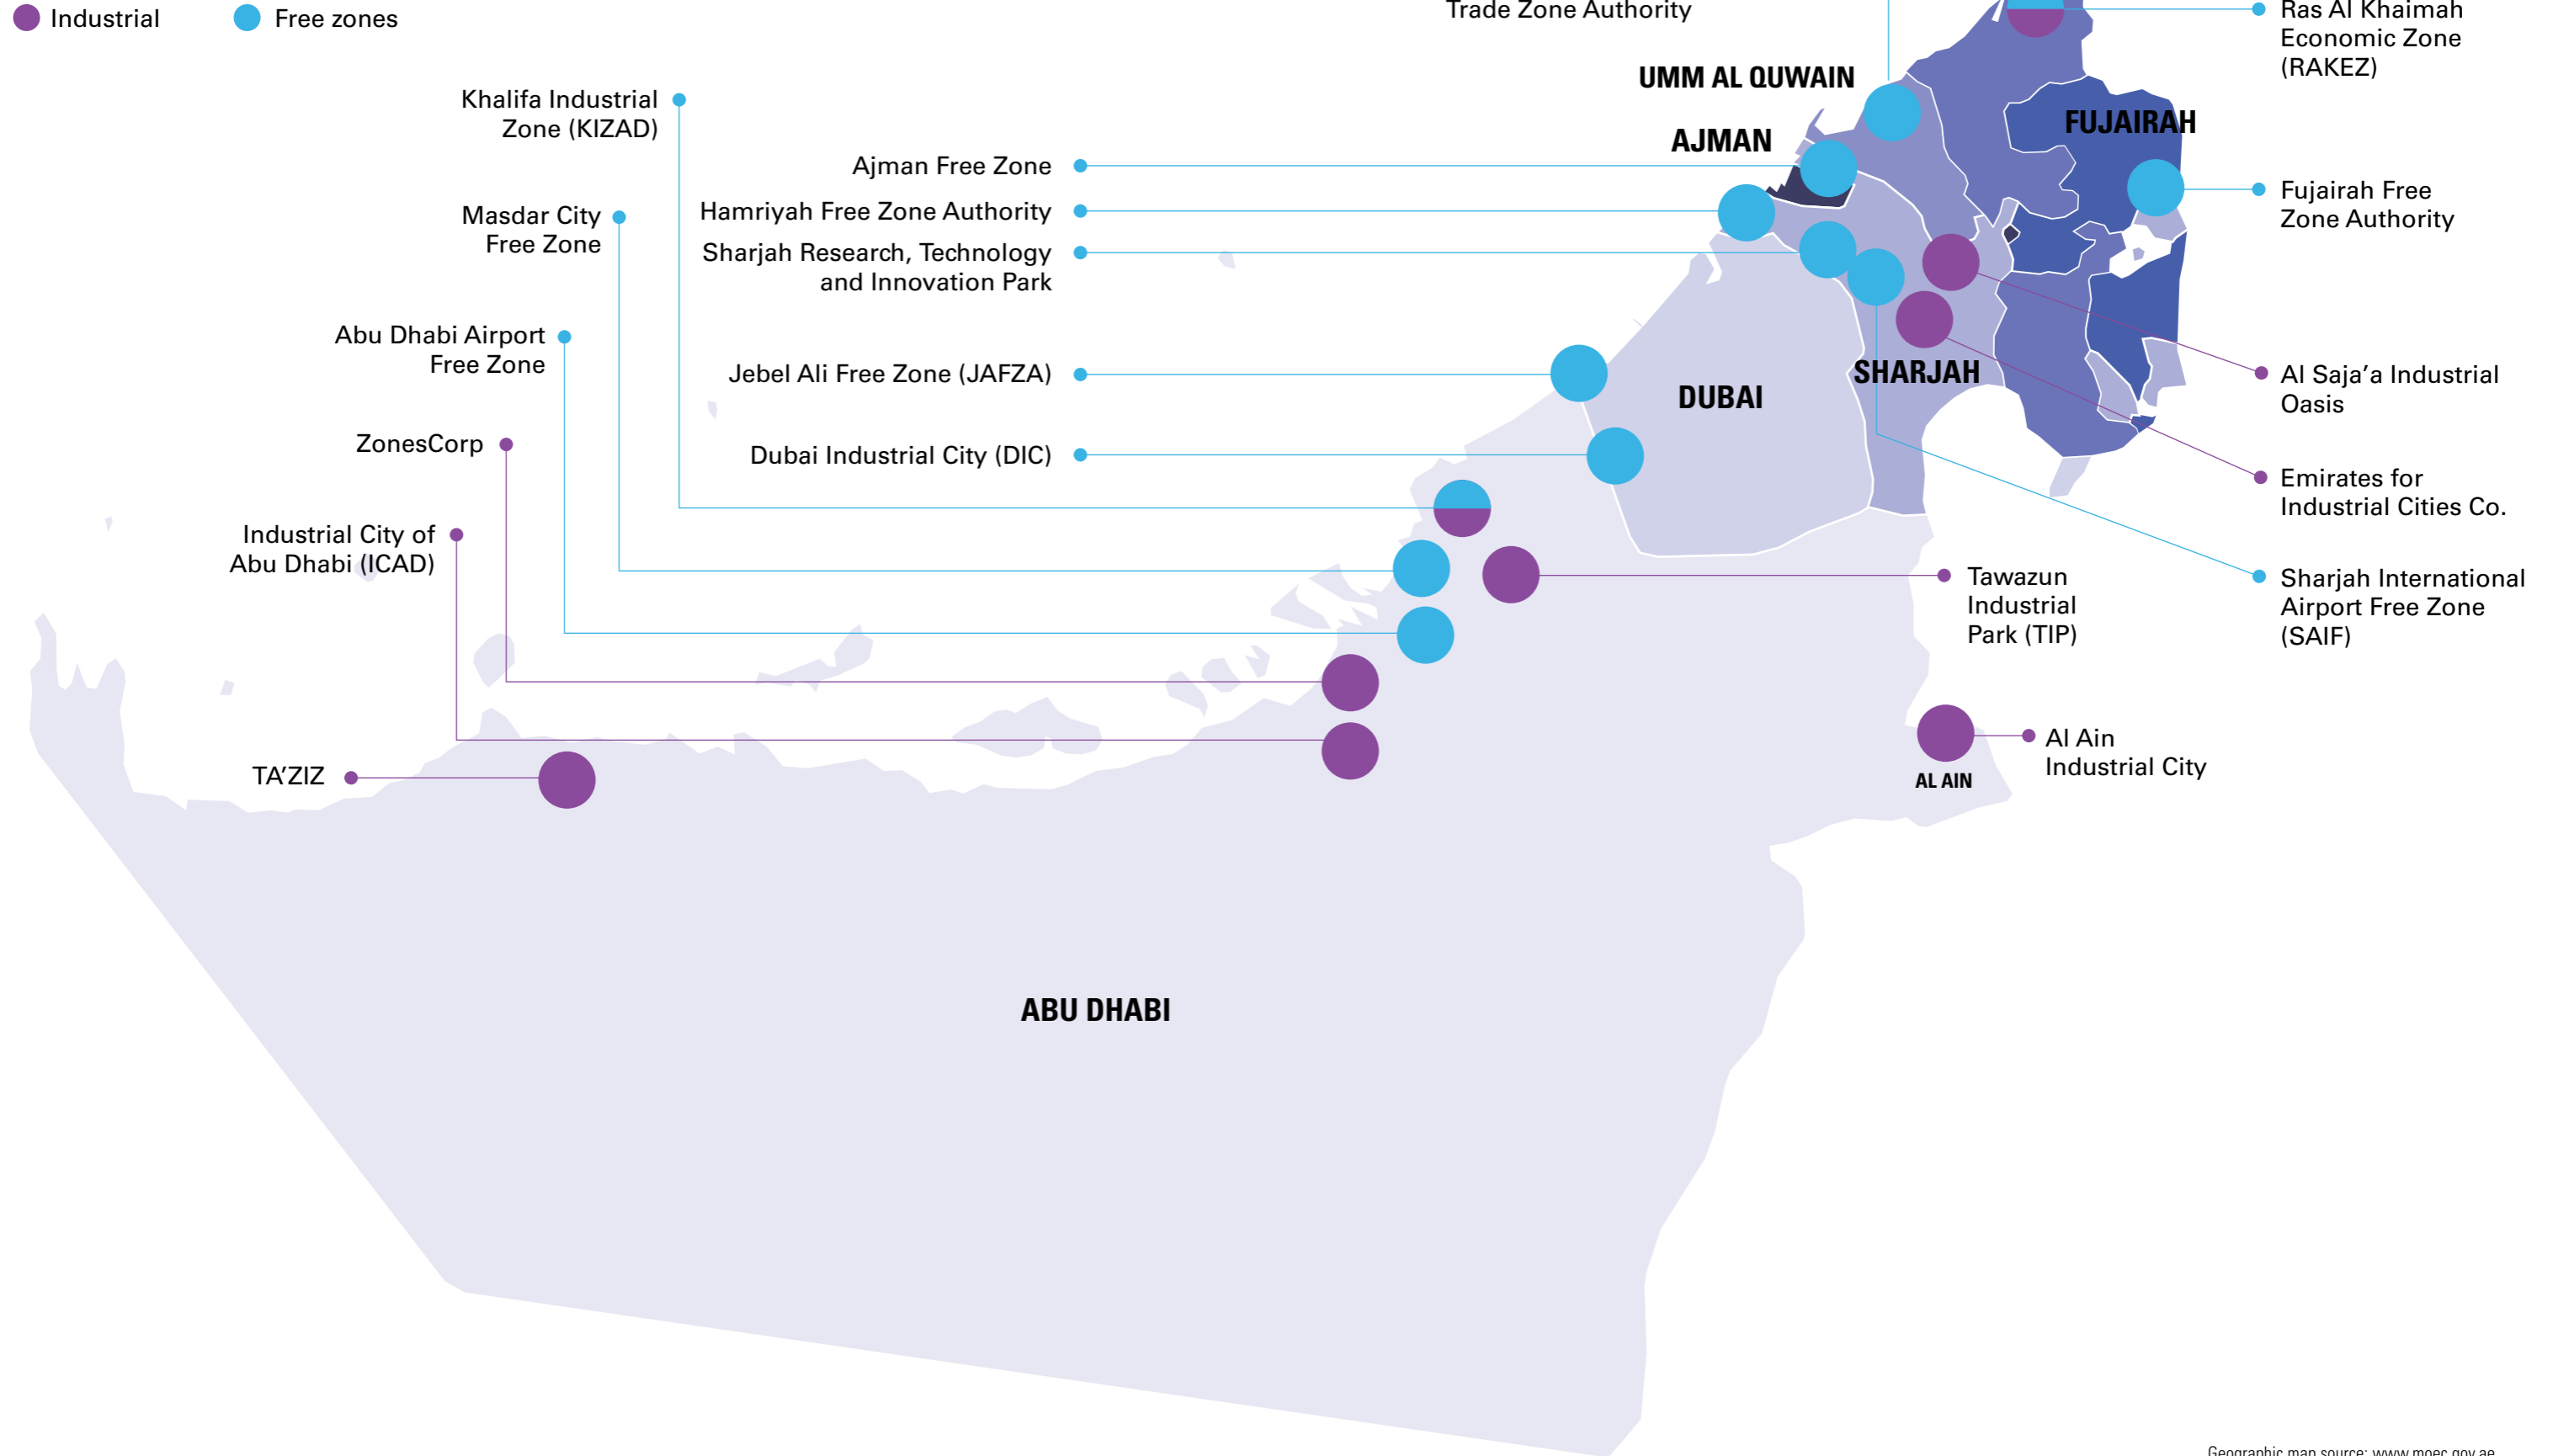 Industrial
Free zones
Trade Zone Authority
Ras Al Khaimah
Economic Zone
(RAKEZ)
UMM AL QUWAIN
Khalifa Industrial
Zone (KIZAD)
FUJAIRAH
AJMAN
Ajman Free Zone
Fujairah Free
Zone Authority
Masdar City
Free Zone
Hamriyah Free Zone Authority
Sharjah Research, Technology
and Innovation Park
Abu Dhabi Airport
Free Zone
Jebel Ali Free Zone (JAFZA)
SHARJAH
DUBAI
Al Saja’a Industrial
Oasis
ZonesCorp
Dubai Industrial City (DIC)
Emirates for
Industrial Cities Co.
Industrial City of
Abu Dhabi (ICAD)
Tawazun
Industrial
Park (TIP)
Sharjah International
Airport Free Zone
(SAIF)
TA’ZIZ
Al Ain
Industrial City
AL AIN
ABU DHABI
Geographic map source: www.moec.gov.ae